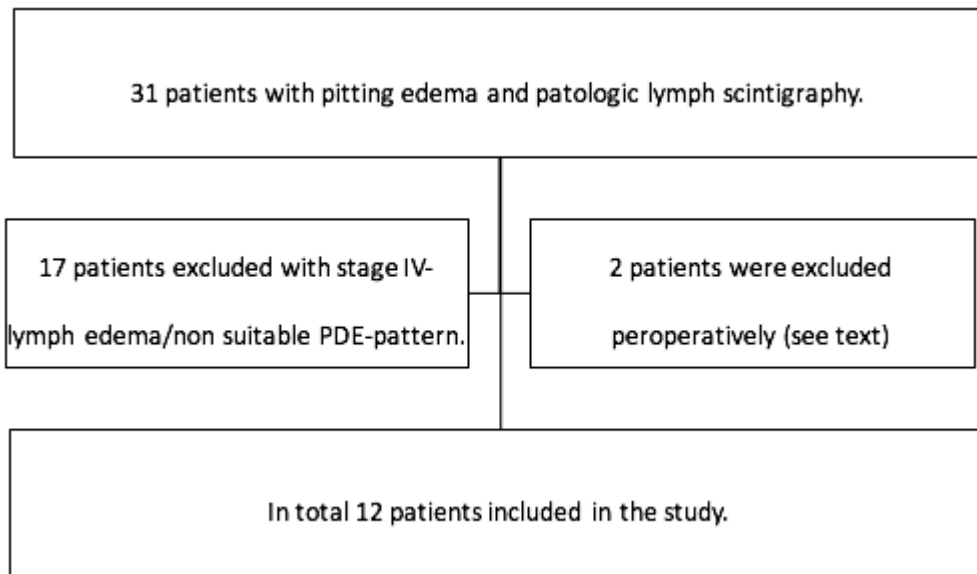 31 patients with pitting edema and patologic lymph scintigraphy.
17 patients excluded with stage IV-
lymph edema/non suitable PDE-pattern.
2 patients were excluded
peroperatively (see text)
In total 12 patients included in the study.